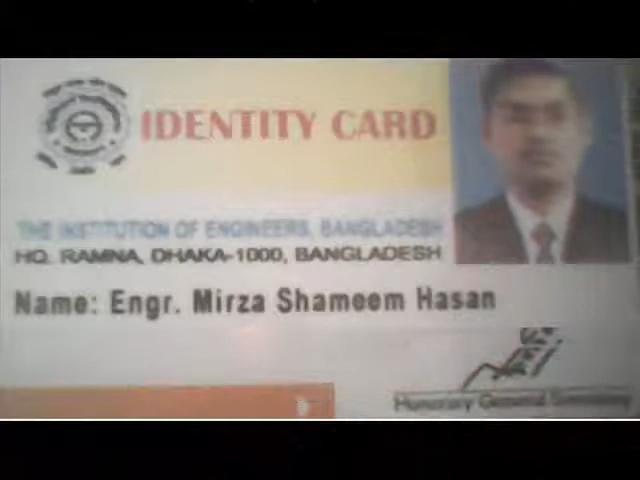 IDENTITY CARD
THE INSTITUTION OF ENGINEERS, BANGLADESH
HQ. RAMNA, DHAKA-1000, BANGLADESH
Name: Engr. Mirza Shameem Hasan
Honorary General Secretary